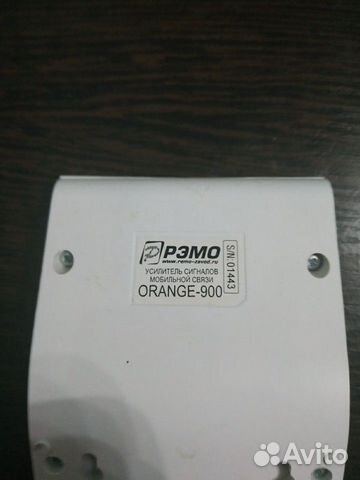 РЭМО
www.remo-zavod.ru
УСИЛИТЕЛЬ СИГНАЛОВ
МОБИЛЬНОЙ СВЯЗИ
ORANGE-900
S/N:01443
Avito